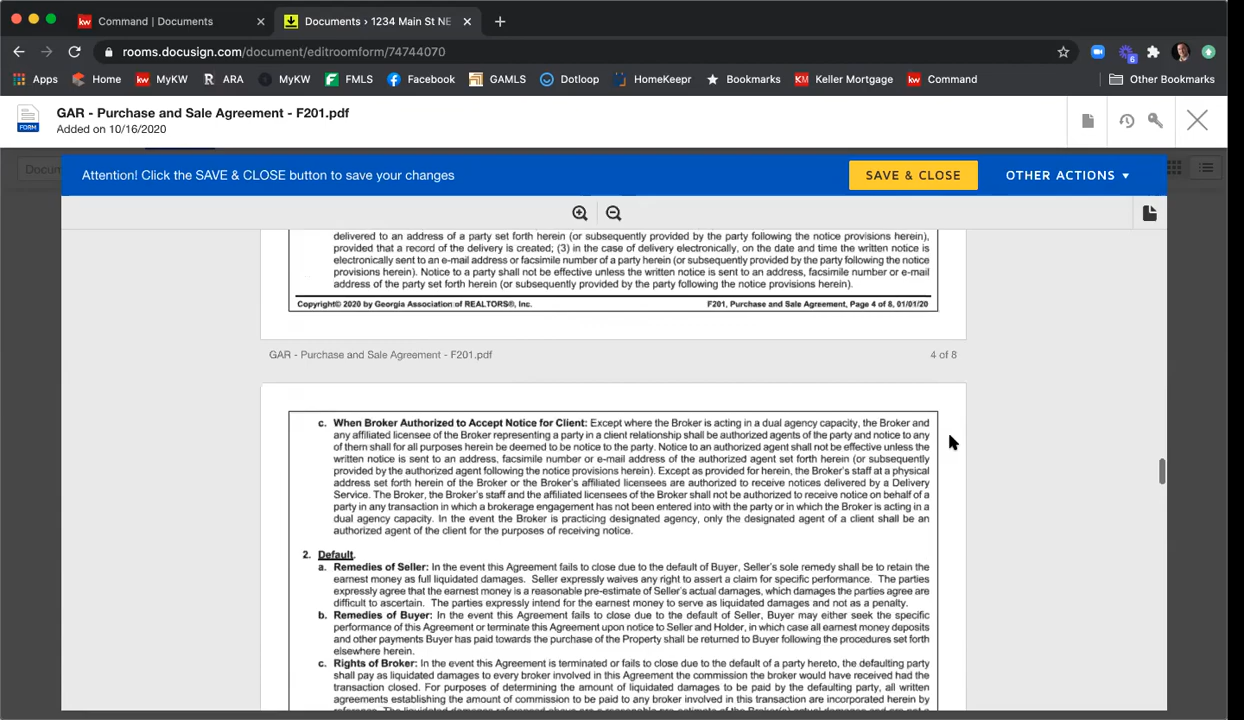 kw Command | Documents
Documents › 1234 Main St NE
rooms.docusign.com/document/editroomform/74744070
6
Apps Home kw MyKW R ARA MyKW FMLS Facebook GAMLS Dotloop HomeKeepr Bookmarks KM Keller Mortgage kw Command Other Bookmarks
GAR - Purchase and Sale Agreement - F201.pdf
FORM
Added on 10/16/2020
Docum
Attention! Click the SAVE & CLOSE button to save your changes SAVE & CLOSE OTHER ACTIONS
delivered to an address of a party set forth herein (or subsequently provided by the party following the notice provisions herein),
provided that a record of the delivery is created; (3) in the case of delivery electronically, on the date and time the written notice is
electronically sent to an e-mail address or facsimile number of a party herein (or subsequently provided by the party following the notice
provisions herein). Notice to a party shall not be effective unless the written notice is sent to an address, facsimile number or e-mail
address of the party set forth herein (or subsequently provided by the party following the notice provisions herein).
Copyright© 2020 by Georgia Association of REALTORS®, Inc. F201, Purchase and Sale Agreement, Page 4 of 8, 01/01/20
GAR - Purchase and Sale Agreement - F201.pdf 4 of 8
c. When Broker Authorized to Accept Notice for Client: Except where the Broker is acting in a dual agency capacity, the Broker and
any affiliated licensee of the Broker representing a party in a client relationship shall be authorized agents of the party and notice to any
of them shall for all purposes herein be deemed to be notice to the party. Notice to an authorized agent shall not be effective unless the
written notice is sent to an address, facsimile number or e-mail address of the authorized agent set forth herein (or subsequently
provided by the authorized agent following the notice provisions herein). Except as provided for herein, the Broker's staff at a physical
address set forth herein of the Broker or the Broker's affiliated licensees are authorized to receive notices delivered by a Delivery
Service. The Broker, the Broker's staff and the affiliated licensees of the Broker shall not be authorized to receive notice on behalf of a
party in any transaction in which a brokerage engagement has not been entered into with the party or in which the Broker is acting in a
dual agency capacity. In the event the Broker is practicing designated agency, only the designated agent of a client shall be an
authorized agent of the client for the purposes of receiving notice.
2. Default.
a. Remedies of Seller: In the event this Agreement fails to close due to the default of Buyer, Seller's sole remedy shall be to retain the
earnest money as full liquidated damages. Seller expressly waives any right to assert a claim for specific performance. The parties
expressly agree that the earnest money is a reasonable pre-estimate of Seller's actual damages, which damages the parties agree are
difficult to ascertain. The parties expressly intend for the earnest money to serve as liquidated damages and not as a penalty.
b. Remedies of Buyer: In the event this Agreement fails to close due to the default of Seller, Buyer may either seek the specific
performance of this Agreement or terminate this Agreement upon notice to Seller and Holder, in which case all earnest money deposits
and other payments Buyer has paid towards the purchase of the Property shall be returned to Buyer following the procedures set forth
elsewhere herein.
c. Rights of Broker: In the event this Agreement is terminated or fails to close due to the default of a party hereto, the defaulting party
shall pay as liquidated damages to every broker involved in this Agreement the commission the broker would have received had the
transaction closed. For purposes of determining the amount of liquidated damages to be paid by the defaulting party, all written
agreements establishing the amount of commission to be paid to any broker involved in this transaction are incorporated herein by